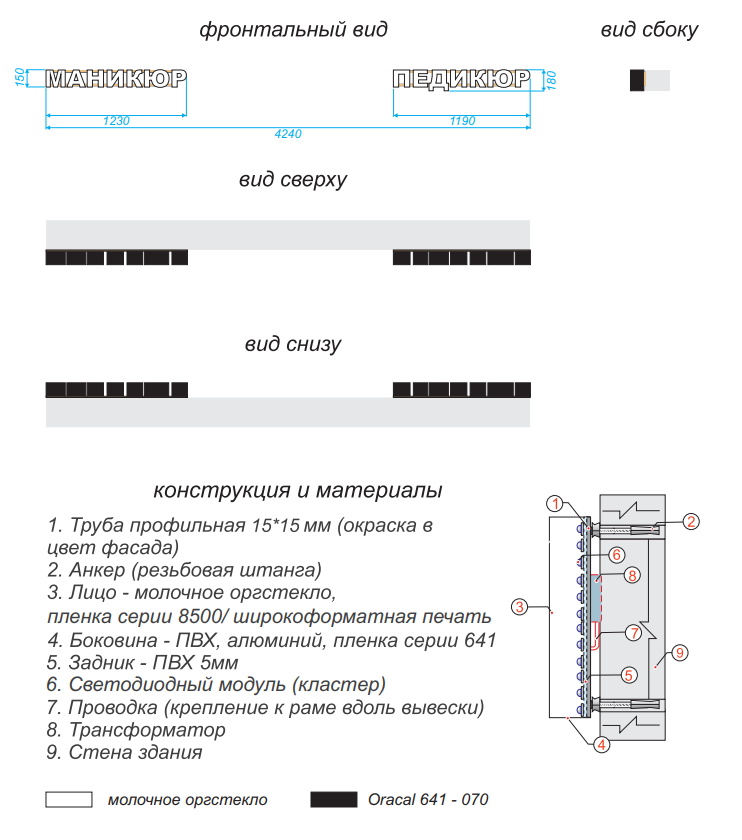 фронтальный вид
вид сбоку
150
МАНИКЮР
ПЕДИКЮР
180
1230
1190
4240
вид сверху
вид снизу
конструкция и материалы
1. Труба профильная 15*15 мм (окраска в
цвет фасада)
2. Анкер (резьбовая штанга)
3. Лицо - молочное оргстекло,
пленка серии 8500/ широкоформатная печать
4. Боковина - ПВХ, алюминий, пленка серии 641
5. Задник - ПВХ 5мм
6. Светодиодный модуль (кластер)
7. Проводка (крепление к раме вдоль вывески)
8. Трансформатор
9. Стена здания
1
2
6
8
3
7
9
5
4
молочное оргстекло
Oracal 641 - 070